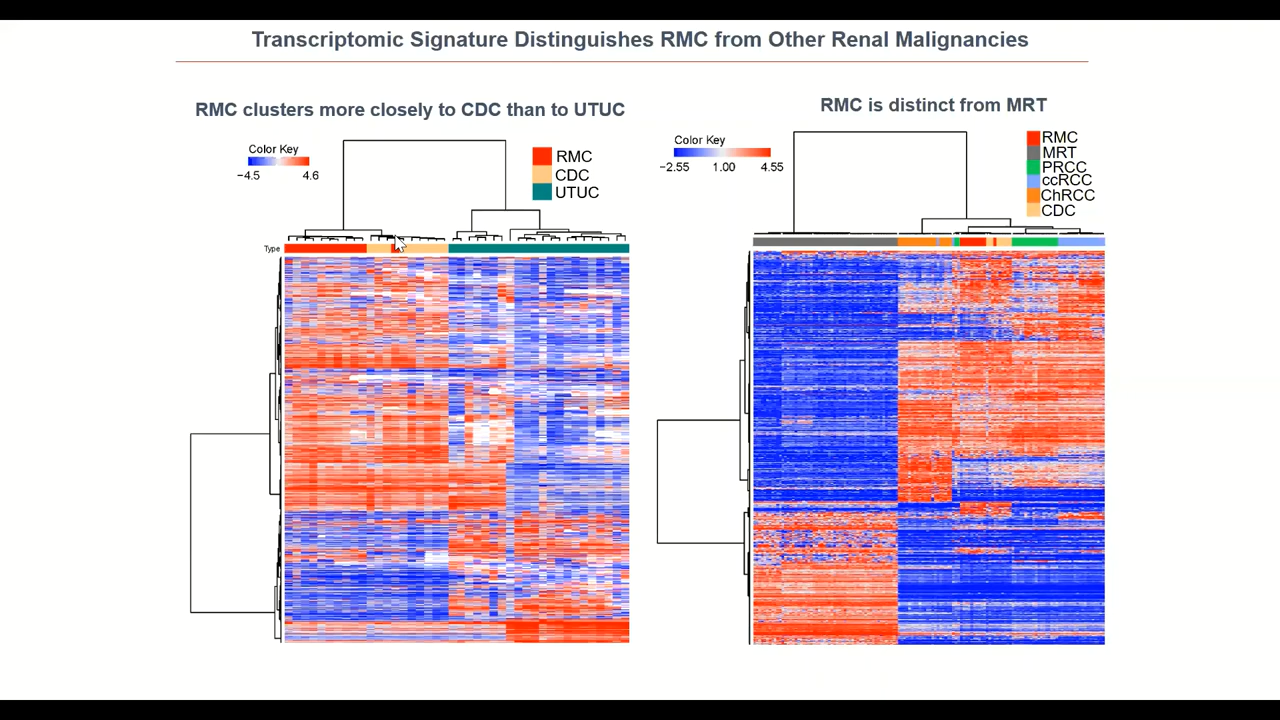 Transcriptomic Signature Distinguishes RMC from Other Renal Malignancies
RMC clusters more closely to CDC than to UTUC
Color Key
−4.5 4.6
RMC
CDC
UTUC
Type
RMC is distinct from MRT
Color Key
−2.55 1.00 4.55
RMC
MRT
PRCC
ccRCC
ChRCC
CDC